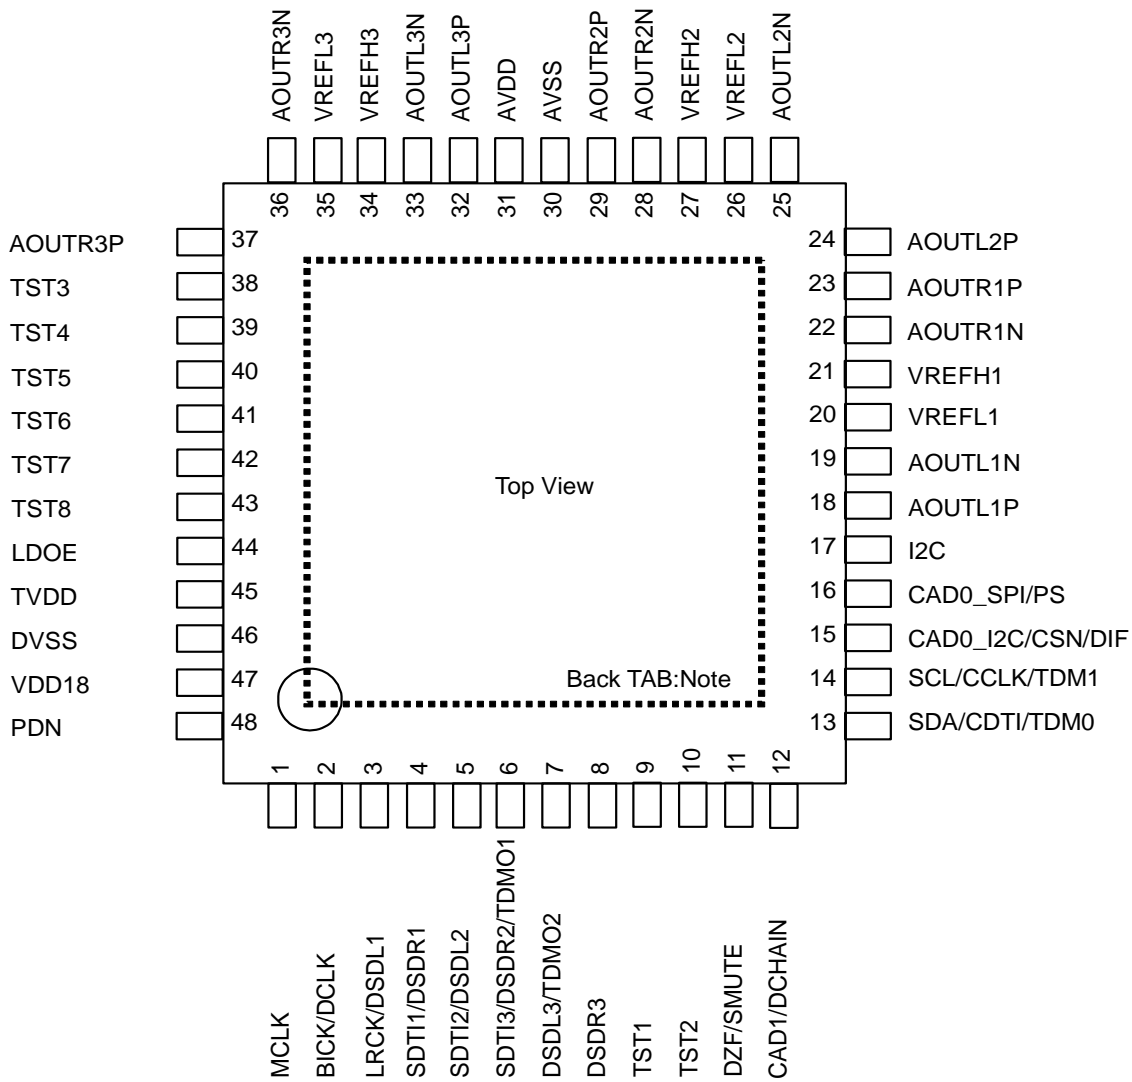 AOUTR3N
VREFL3
VREFH3
AOUTL3N
AOUTL3P
AVDD
AVSS
AOUTR2P
AOUTR2N
VREFH2
VREFL2
AOUTL2N
36
35
34
33
32
31
30
29
28
27
26
25
AOUTR3P 37
TST3 38
TST4 39
TST5 40
TST6 41
TST7 42
TST8 43
LDOE 44
TVDD 45
DVSS 46
VDD18 47
PDN 48
Top View
Back TAB:Note
24 AOUTL2P
23 AOUTR1P
22 AOUTR1N
21 VREFH1
20 VREFL1
19 AOUTL1N
18 AOUTL1P
17 I2C
16 CAD0_SPI/PS
15 CAD0_I2C/CSN/DIF
14 SCL/CCLK/TDM1
13 SDA/CDTI/TDM0
1
2
3
4
5
6
7
8
9
10
11
12
MCLK
BICK/DCLK
LRCK/DSDL1
SDTI1/DSDR1
SDTI2/DSDL2
SDTI3/DSDR2/TDMO1
DSDL3/TDMO2
DSDR3
TST1
TST2
DZF/SMUTE
CAD1/DCHAIN